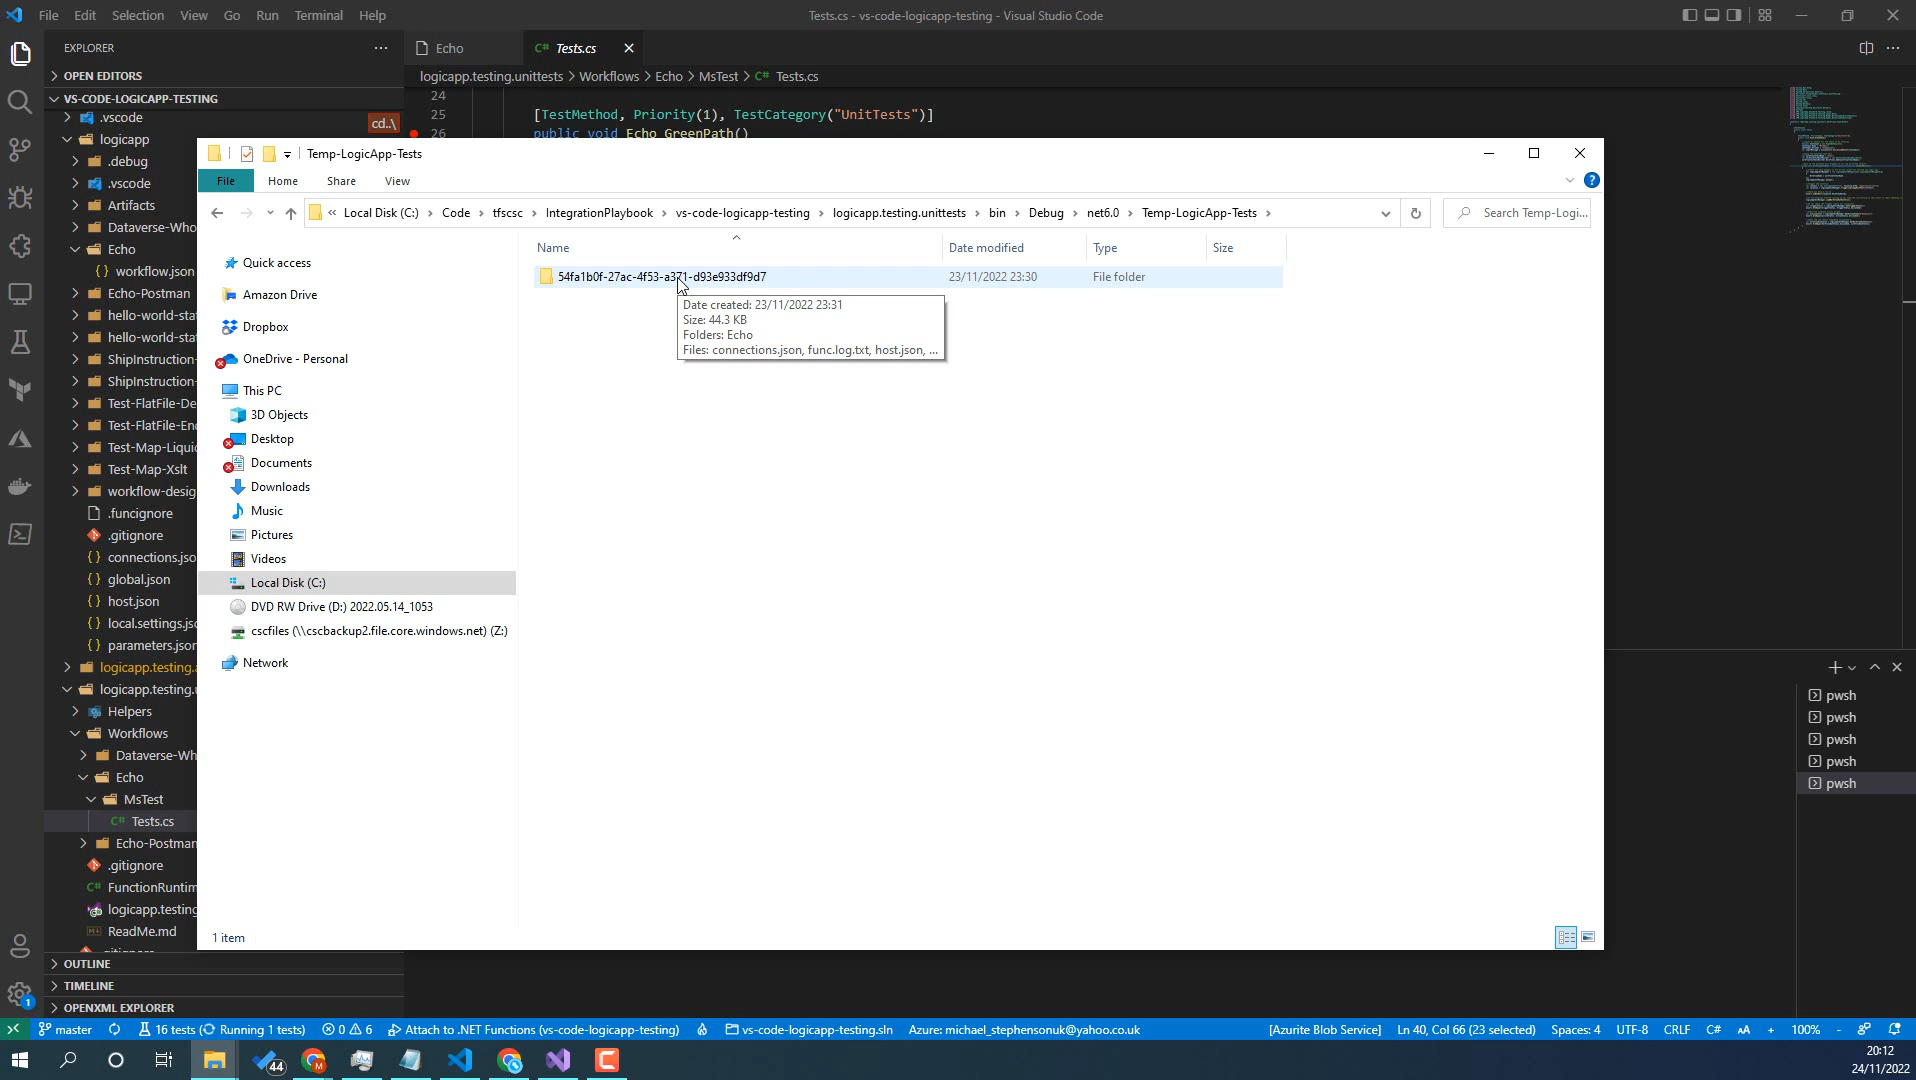 File Edit Selection View Go Run Terminal Help
Tests.cs - vs-code-logicapp-testing - Visual Studio Code
EXPLORER
OPEN EDITORS
VS-CODE-LOGICAPP-TESTING
.vscode
logicapp
.debug
.vscode
Artifacts
Dataverse-Who
Echo
workflow.json
Echo-Postman
hello-world-sta
hello-world-sta
ShipInstruction-
ShipInstruction-
Test-FlatFile-De
Test-FlatFile-En
Test-Map-Liqui
Test-Map-Xslt
workflow-desig
.funcignore
.gitignore
connections.jso
global.json
host.json
local.settings.js
parameters.json
logicapp.testing.
logicapp.testing.
Helpers
Workflows
Dataverse-Wh
Echo
MsTest
C# Tests.cs
Echo-Postman
.gitignore
C# FunctionRuntim
logicapp.testing
ReadMe.md
.gitignore
OUTLINE
TIMELINE
OPENXML EXPLORER
cd..\
Echo
C# Tests.cs
logicapp.testing.unittests > Workflows > Echo > MsTest > C# Tests.cs
24
25 [TestMethod, Priority(1), TestCategory("UnitTests")]
26 public void Echo_GreenPath()
Temp-LogicApp-Tests
File Home Share View
« Local Disk (C:) > Code > tfscsc > IntegrationPlaybook > vs-code-logicapp-testing > logicapp.testing.unittests > bin > Debug > net6.0 > Temp-LogicApp-Tests >
Search Temp-Logi...
Name Date modified Type Size
54fa1b0f-27ac-4f53-a371-d93e933df9d7 23/11/2022 23:30 File folder
Date created: 23/11/2022 23:31
Size: 44.3 KB
Folders: Echo
Files: connections.json, func.log.txt, host.json, ...
Quick access
Amazon Drive
Dropbox
OneDrive - Personal
This PC
3D Objects
Desktop
Documents
Downloads
Music
Pictures
Videos
Local Disk (C:)
DVD RW Drive (D:) 2022.05.14_1053
cscfiles (\\cscbackup2.file.core.windows.net) (Z:)
Network
1 item
pwsh
pwsh
pwsh
pwsh
pwsh
1
master 16 tests ( Running 1 tests) 0 6 Attach to .NET Functions (vs-code-logicapp-testing) vs-code-logicapp-testing.sln Azure: michael_stephensonuk@yahoo.co.uk [Azurite Blob Service] Ln 40, Col 66 (23 selected) Spaces: 4 UTF-8 CRLF C# AA + 100% -
44
M
20:12
24/11/2022